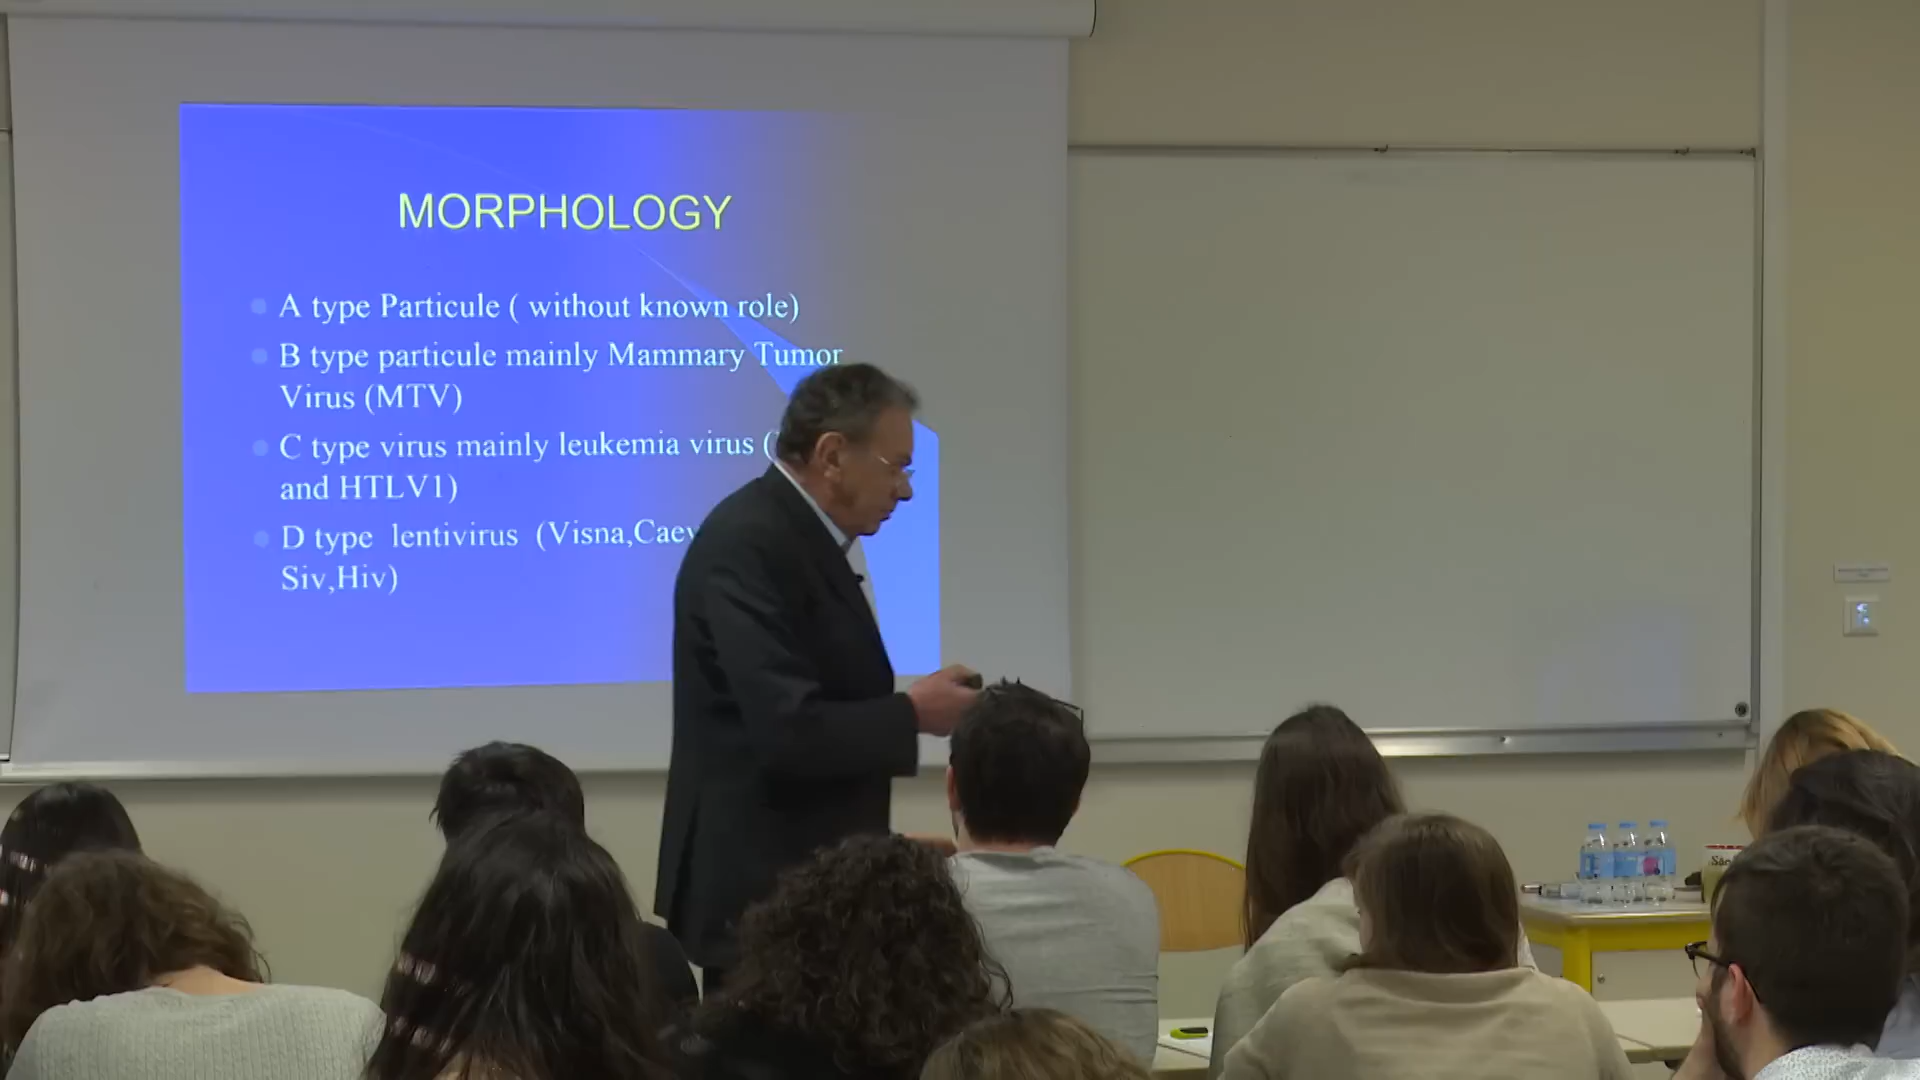 MORPHOLOGY
A type Particule ( without known role)
B type particule mainly Mammary Tumor
Virus (MTV)
C type virus mainly leukemia virus (
and HTLV1)
D type lentivirus (Visna,Caev
Siv,Hiv)